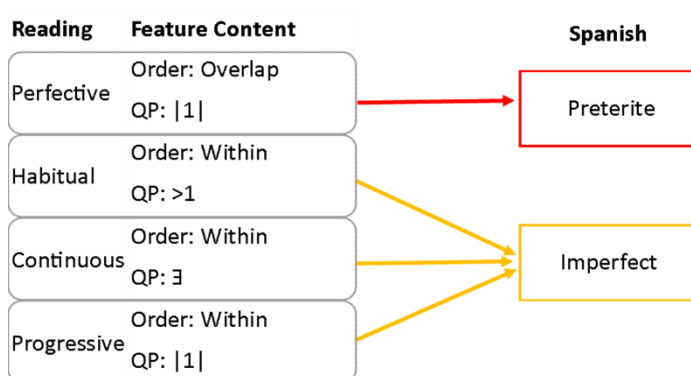 Reading Feature Content Spanish
Perfective
Order: Overlap
QP: |1|
Preterite
Habitual
Order: Within
QP: >1
Continuous
Order: Within
QP: ∃
Imperfect
Progressive
Order: Within
QP: |1|